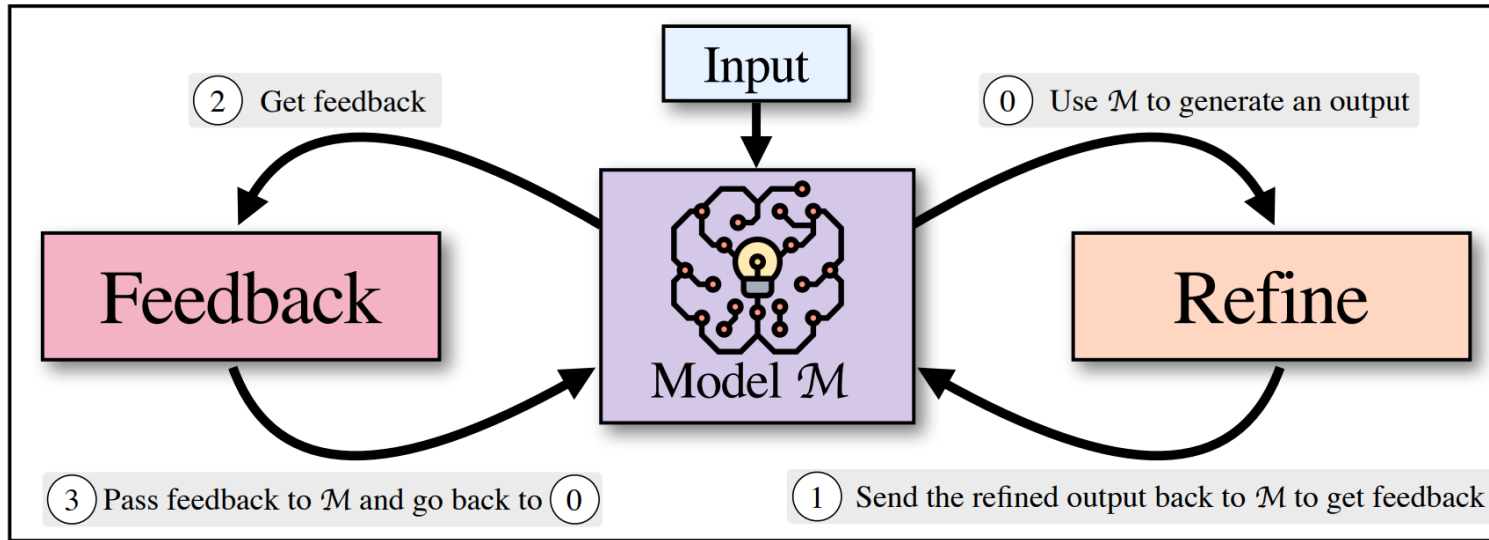 Input
2 Get feedback
0 Use ℳ to generate an output
Feedback
Model ℳ
Refine
3 Pass feedback to ℳ and go back to 0
1 Send the refined output back to ℳ to get feedback